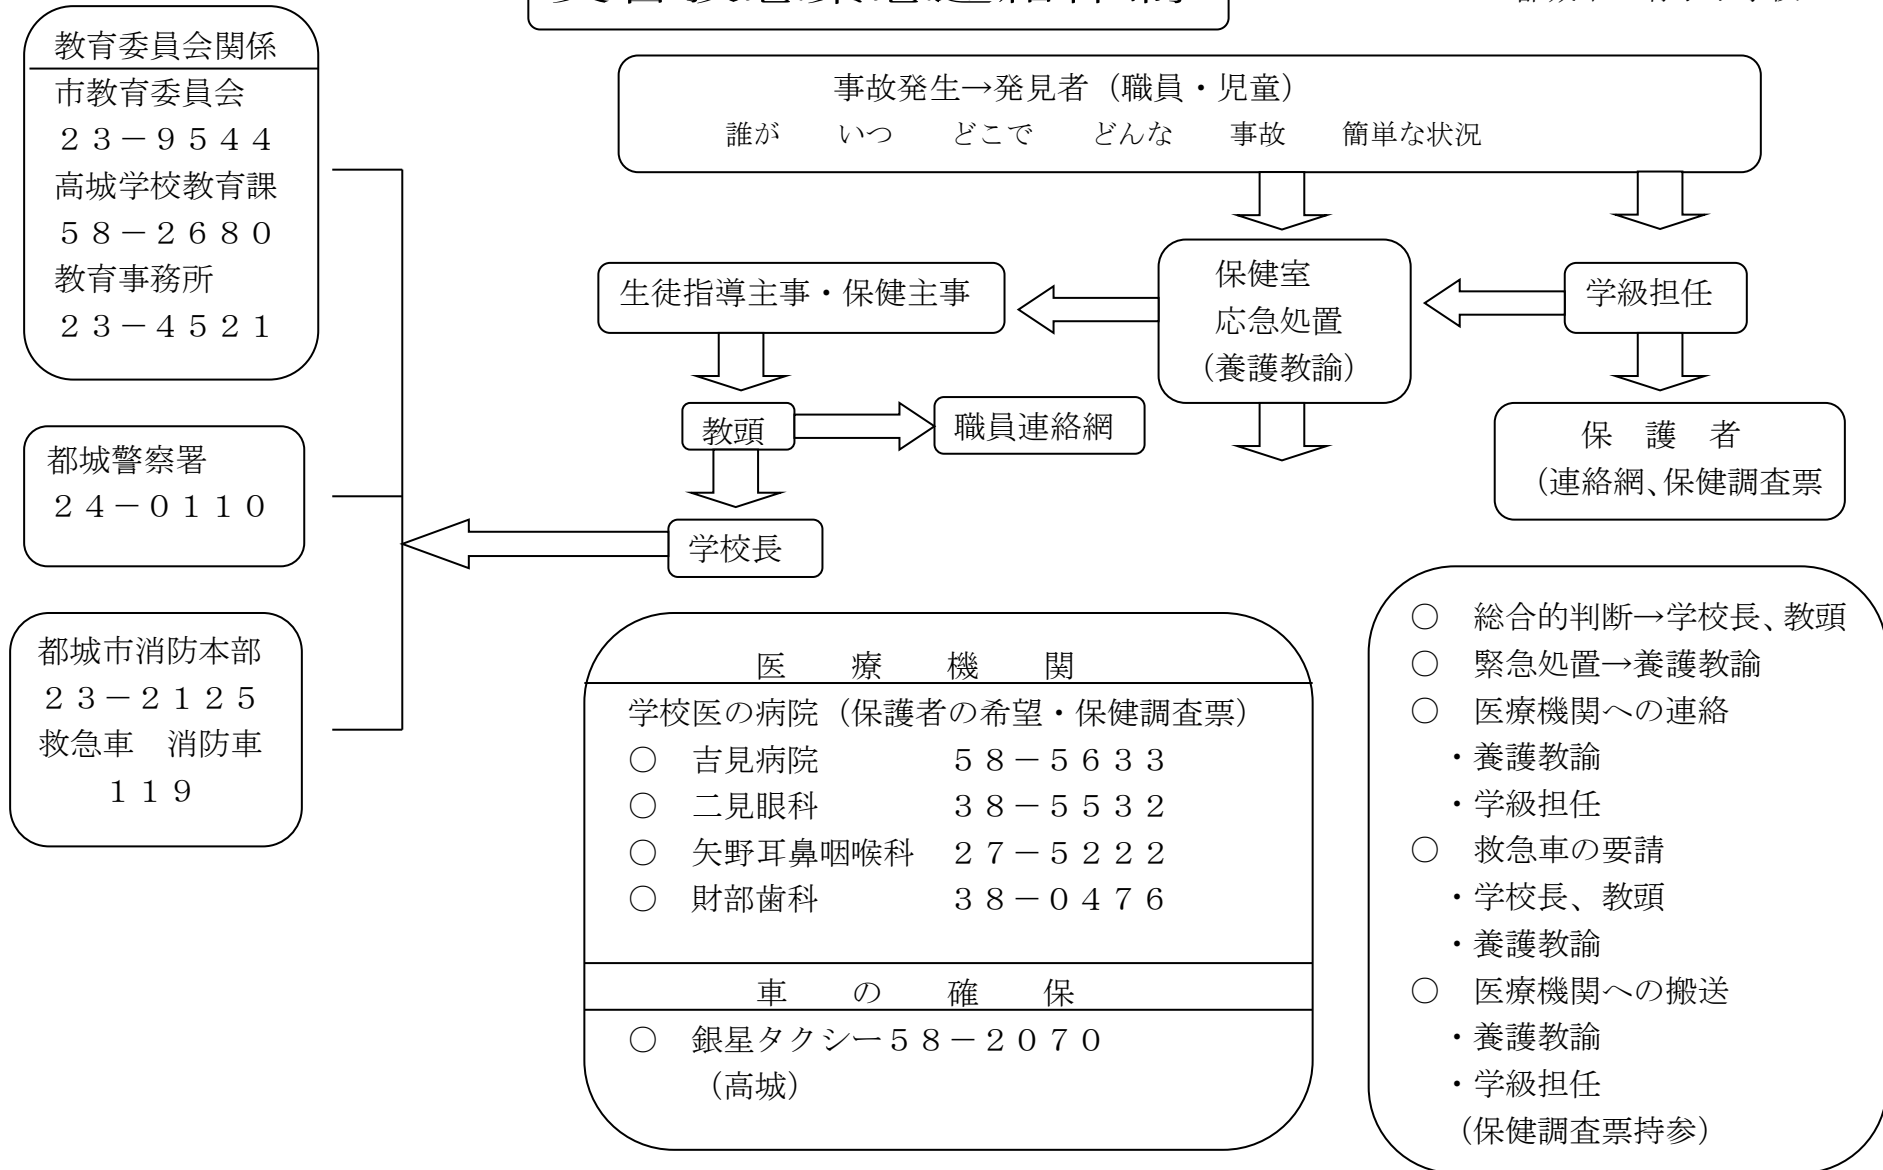 教育委員会関係
市教育委員会
２３－９５４４
高城学校教育課
５８－２６８０
教育事務所
２３－４５２１
都城警察署
２４－０１１０
都城市消防本部
２３－２１２５
救急車　消防車
１１９
事故発生→発見者（職員・児童）
誰が　いつ　どこで　どんな　事故　簡単な状況
生徒指導主事・保健主事
保健室
応急処置
（養護教諭）
学級担任
教頭
職員連絡網
保　護　者
（連絡網、保健調査票
学校長
医　療　機　関
学校医の病院（保護者の希望・保健調査票）
○　吉見病院　５８－５６３３
○　二見眼科　３８－５５３２
○　矢野耳鼻咽喉科　２７－５２２２
○　財部歯科　３８－０４７６
車　の　確　保
○　銀星タクシー５８－２０７０
（高城）
○　総合的判断→学校長、教頭
○　緊急処置→養護教諭
○　医療機関への連絡
・養護教諭
・学級担任
○　救急車の要請
・学校長、教頭
・養護教諭
○　医療機関への搬送
・養護教諭
・学級担任
（保健調査票持参）